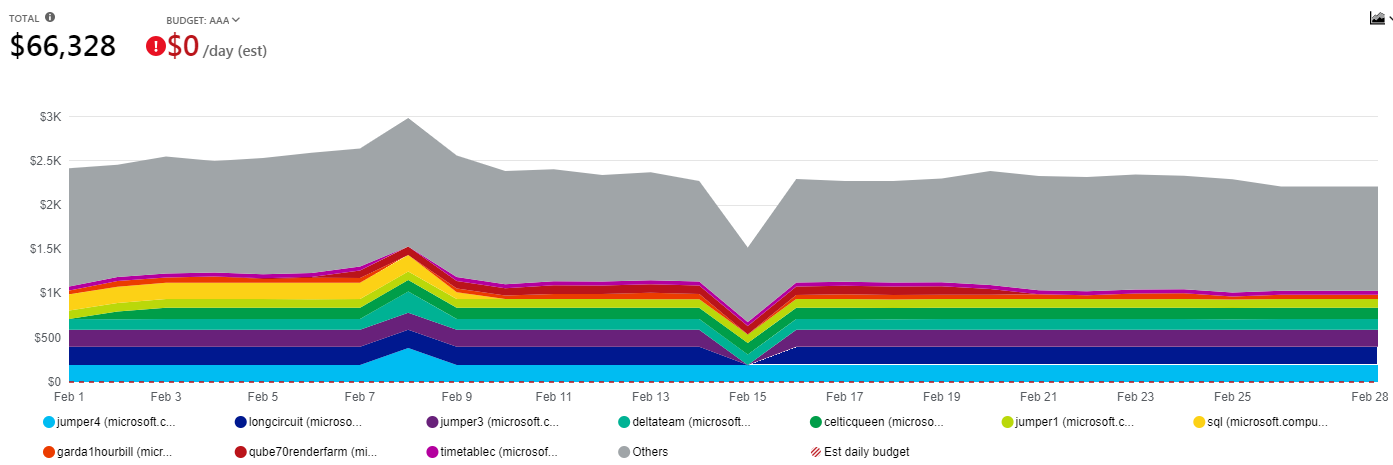 TOTAL BUDGET: AAA
$66,328 $0 /day (est)
$3K
$2.5K
$2K
$1.5K
$1K
$500
$0
Feb 1 Feb 3 Feb 5 Feb 7 Feb 9 Feb 11 Feb 13 Feb 15 Feb 17 Feb 19 Feb 21 Feb 23 Feb 25 Feb 28
jumper4 (microsoft.c... longcircuit (microso... jumper3 (microsoft.c... deltateam (microsoft... celticqueen (microso... jumper1 (microsoft.c... sql (microsoft.compu...
garda1hourbill (micr... qube70renderfarm (mi... timetablec (microsof... Others Est daily budget